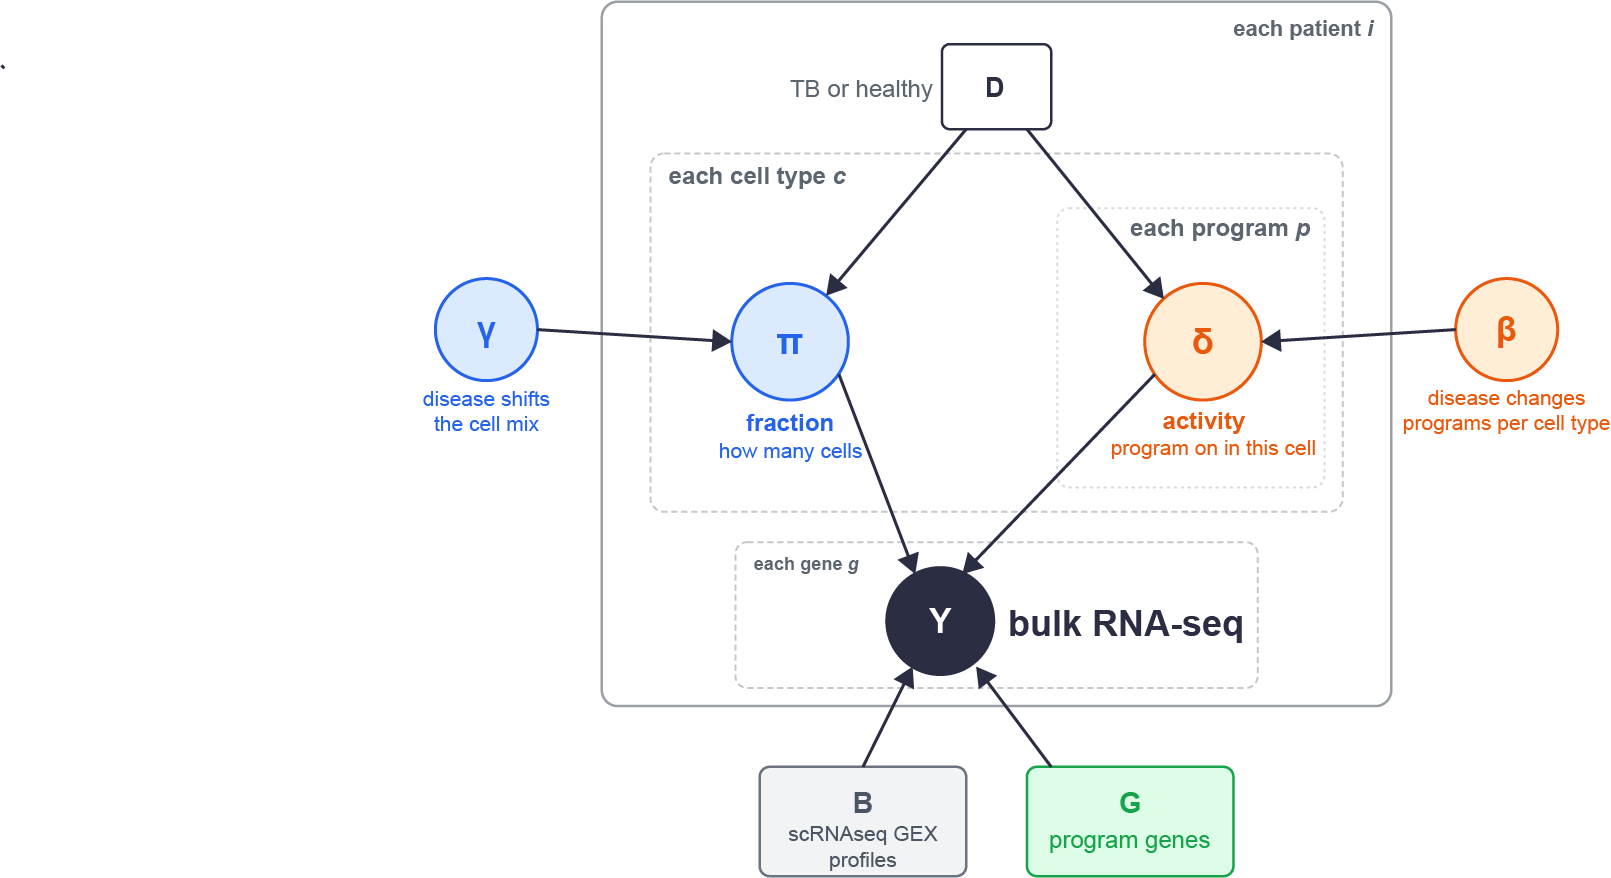 each patient i
TB or healthy
D
each cell type c
each program p
γ
π
δ
β
disease shifts
the cell mix
fraction
how many cells
activity
program on in this cell
disease changes
programs per cell type
each gene g
Y
bulk RNA-seq
B
scRNAseq GEX
profiles
G
program genes